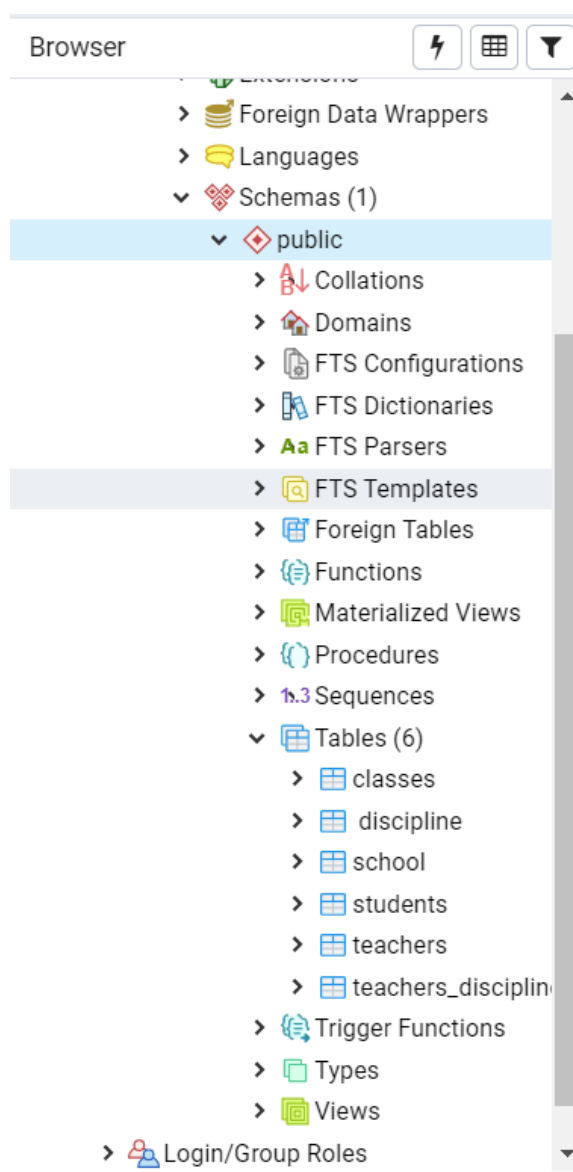 Browser
Extensions
Foreign Data Wrappers
Languages
Schemas (1)
public
Collations
Domains
FTS Configurations
FTS Dictionaries
Aa FTS Parsers
FTS Templates
Foreign Tables
Functions
Materialized Views
Procedures
1..3 Sequences
Tables (6)
classes
discipline
school
students
teachers
teachers_disciplin
Trigger Functions
Types
Views
Login/Group Roles